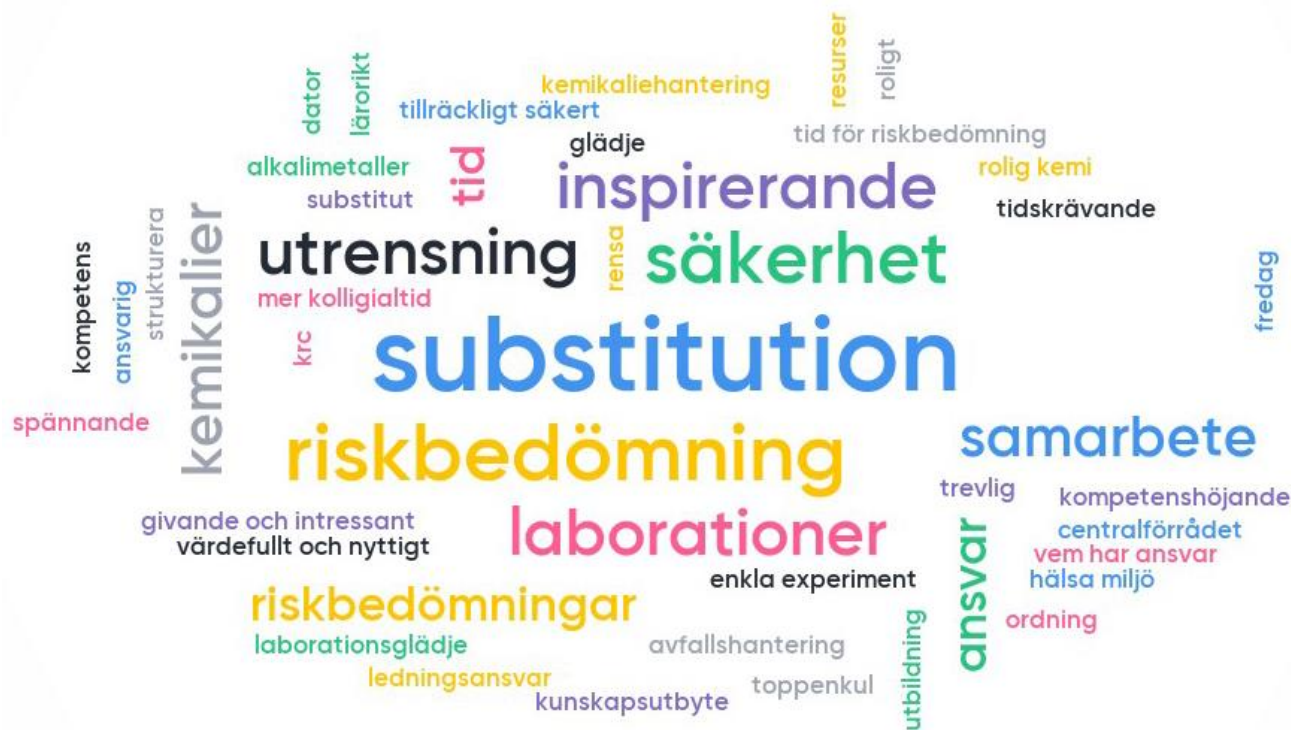 dator
lärorikt
kemikaliehantering
resurser
roligt
tillräckligt säkert
glädje
tid för riskbedömning
alkalimetaller
tid
inspirerande
rolig kemi
substitut
tidskrävande
kompetens
ansvarig
strukturera
kemikalier
utrensning
rensa
säkerhet
fredag
mer kolligialtid
krc
substitution
spännande
riskbedömning
samarbete
trevlig
kompetenshöjande
givande och intressant
laborationer
ansvar
centralförrådet
värdefullt och nyttigt
vem har ansvar
enkla experiment
hälsa miljö
riskbedömningar
utbildning
ordning
laborationsglädje
avfallshantering
ledningsansvar
toppenkul
kunskapsutbyte